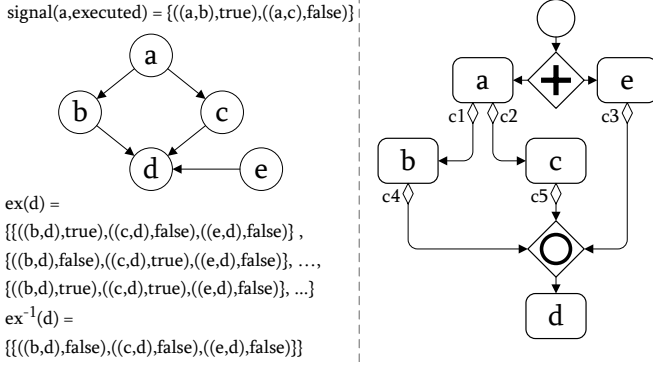 signal(a,executed) = {((a,b),true),((a,c),false)}
a
b
c
d
e
ex(d) =
{{((b,d),true),((c,d),false),((e,d),false)} ,
{((b,d),false),((c,d),true),((e,d),false)}, …,
{((b,d),true),((c,d),true),((e,d),false)}, ...}
ex-1(d) =
{{((b,d),false),((c,d),false),((e,d),false)}}
a
e
c1
c2
c3
b
c
c4
c5
d